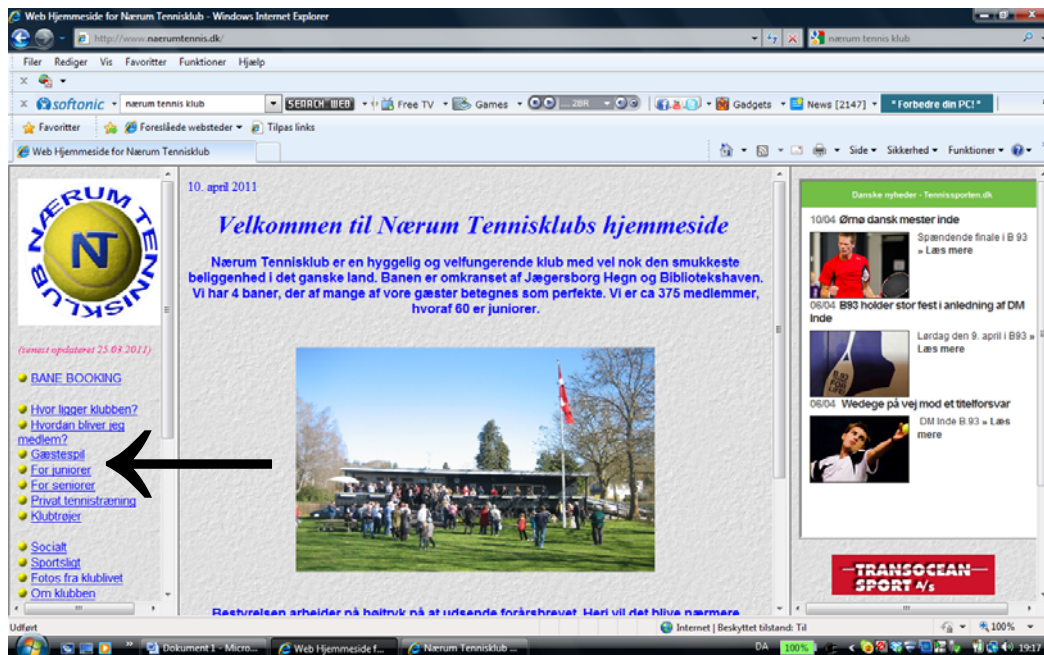 Web Hjemmeside for Nærum Tennisklub - Windows Internet Explorer
http://www.naerumtennis.dk/
nærum tennis klub
Filer Rediger Vis Favoritter Funktioner Hjælp
softonic nærum tennis klub SEARCH WEB Free TV Games 2BR Gadgets News [2147] * Forbedre din PC! *
Favoritter Foreslåede websteder Tilpas links
Web Hjemmeside for Nærum Tennisklub Side Sikkerhed Funktioner
NÆRUM TENNISKLUB
NT
(senest opdateret 25.03.2011)
BANE BOOKING
Hvor ligger klubben?
Hvordan bliver jeg
medlem?
Gæstespil
For juniorer
For seniorer
Privat tennistræning
Klubtrøjer
Socialt
Sportsligt
Fotos fra klublivet
Om klubben
10. april 2011
Velkommen til Nærum Tennisklubs hjemmeside
Nærum Tennisklub er en hyggelig og velfungerende klub med vel nok den smukkeste
beliggenhed i det ganske land. Banen er omkranset af Jægersborg Hegn og Bibliotekshaven.
Vi har 4 baner, der af mange af vore gæster betegnes som perfekte. Vi er ca 375 medlemmer,
hvoraf 60 er juniorer.
Bestyrelsen arbejder på højtryk på at udsende forårsbrevet. Heri vil det blive nærmere
Danske nyheder - Tennissporten.dk
10/04 Ørnø dansk mester inde
Spændende finale i B 93
» Læs mere
06/04 B93 holder stor fest i anledning af DM
Inde
Lørdag den 9. april i B93 »
Læs mere
B.93
FOR
LIFE
06/04 Wedege på vej mod et titelforsvar
DM Inde B.93 » Læs
mere
TRANSOCEAN
SPORT A/s
Udført Internet | Beskyttet tilstand: Til 100%
Dokument 1 - Micro... Web Hjemmeside f... Nærum Tennisklub ... DA 100% 19:17